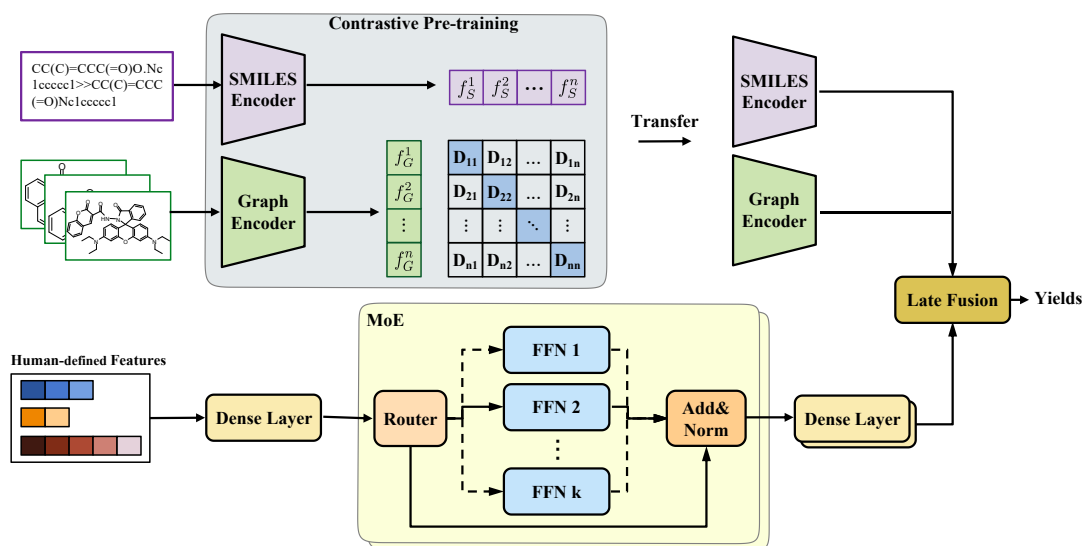 Contrastive Pre-training
CC(C)=CCC(=O)O.Nc
1ccccc1>>CC(C)=CCC
(=O)Nc1ccccc1
SMILES
Encoder
f_S^1 f_S^2 ... f_S^n
SMILES
Encoder
Transfer
Graph
Encoder
f_G^1
f_G^2
⋮
f_G^n
D11 D12 ... D1n
D21 D22 ... D2n
⋮ ⋮ ⋱ ⋮
Dn1 Dn2 ... Dnn
Graph
Encoder
O
O O O O
HN N
N O N
Late Fusion
Yields
MoE
Human-defined Features
Dense Layer
Router
FFN 1
FFN 2
⋮
FFN k
Add&
Norm
Dense Layer